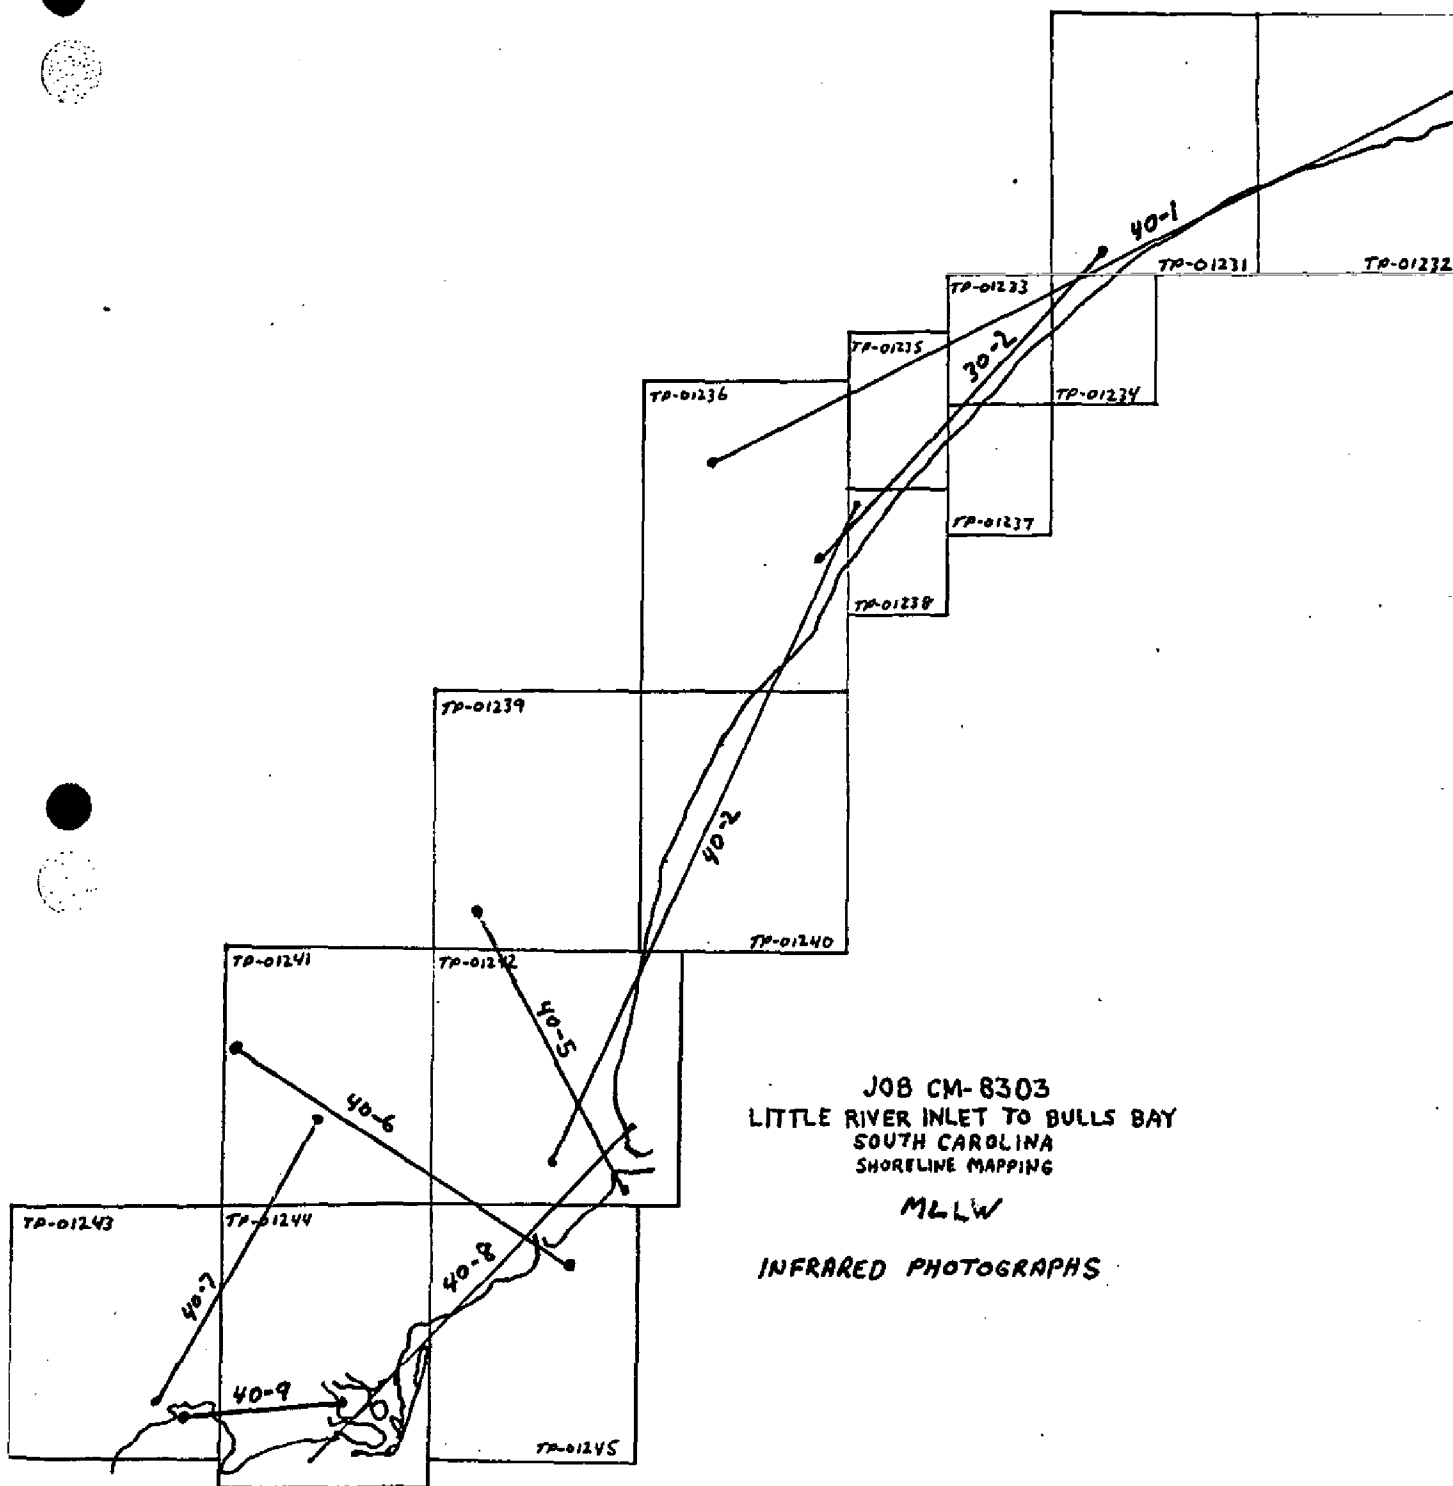 40-1
TP-01231
TP-01232
TP-01233
30-2
TP-01235
TP-01234
TP-01236
TP-01237
TP-01238
TP-01239
40-2
TP-01240
TP-01241
TP-01242
40-5
40-6
JOB CM-8303
LITTLE RIVER INLET TO BULLS BAY
SOUTH CAROLINA
SHORELINE MAPPING
MLLW
INFRARED PHOTOGRAPHS
TP-01243
TP-01244
40-8
40-7
40-9
TP-01245